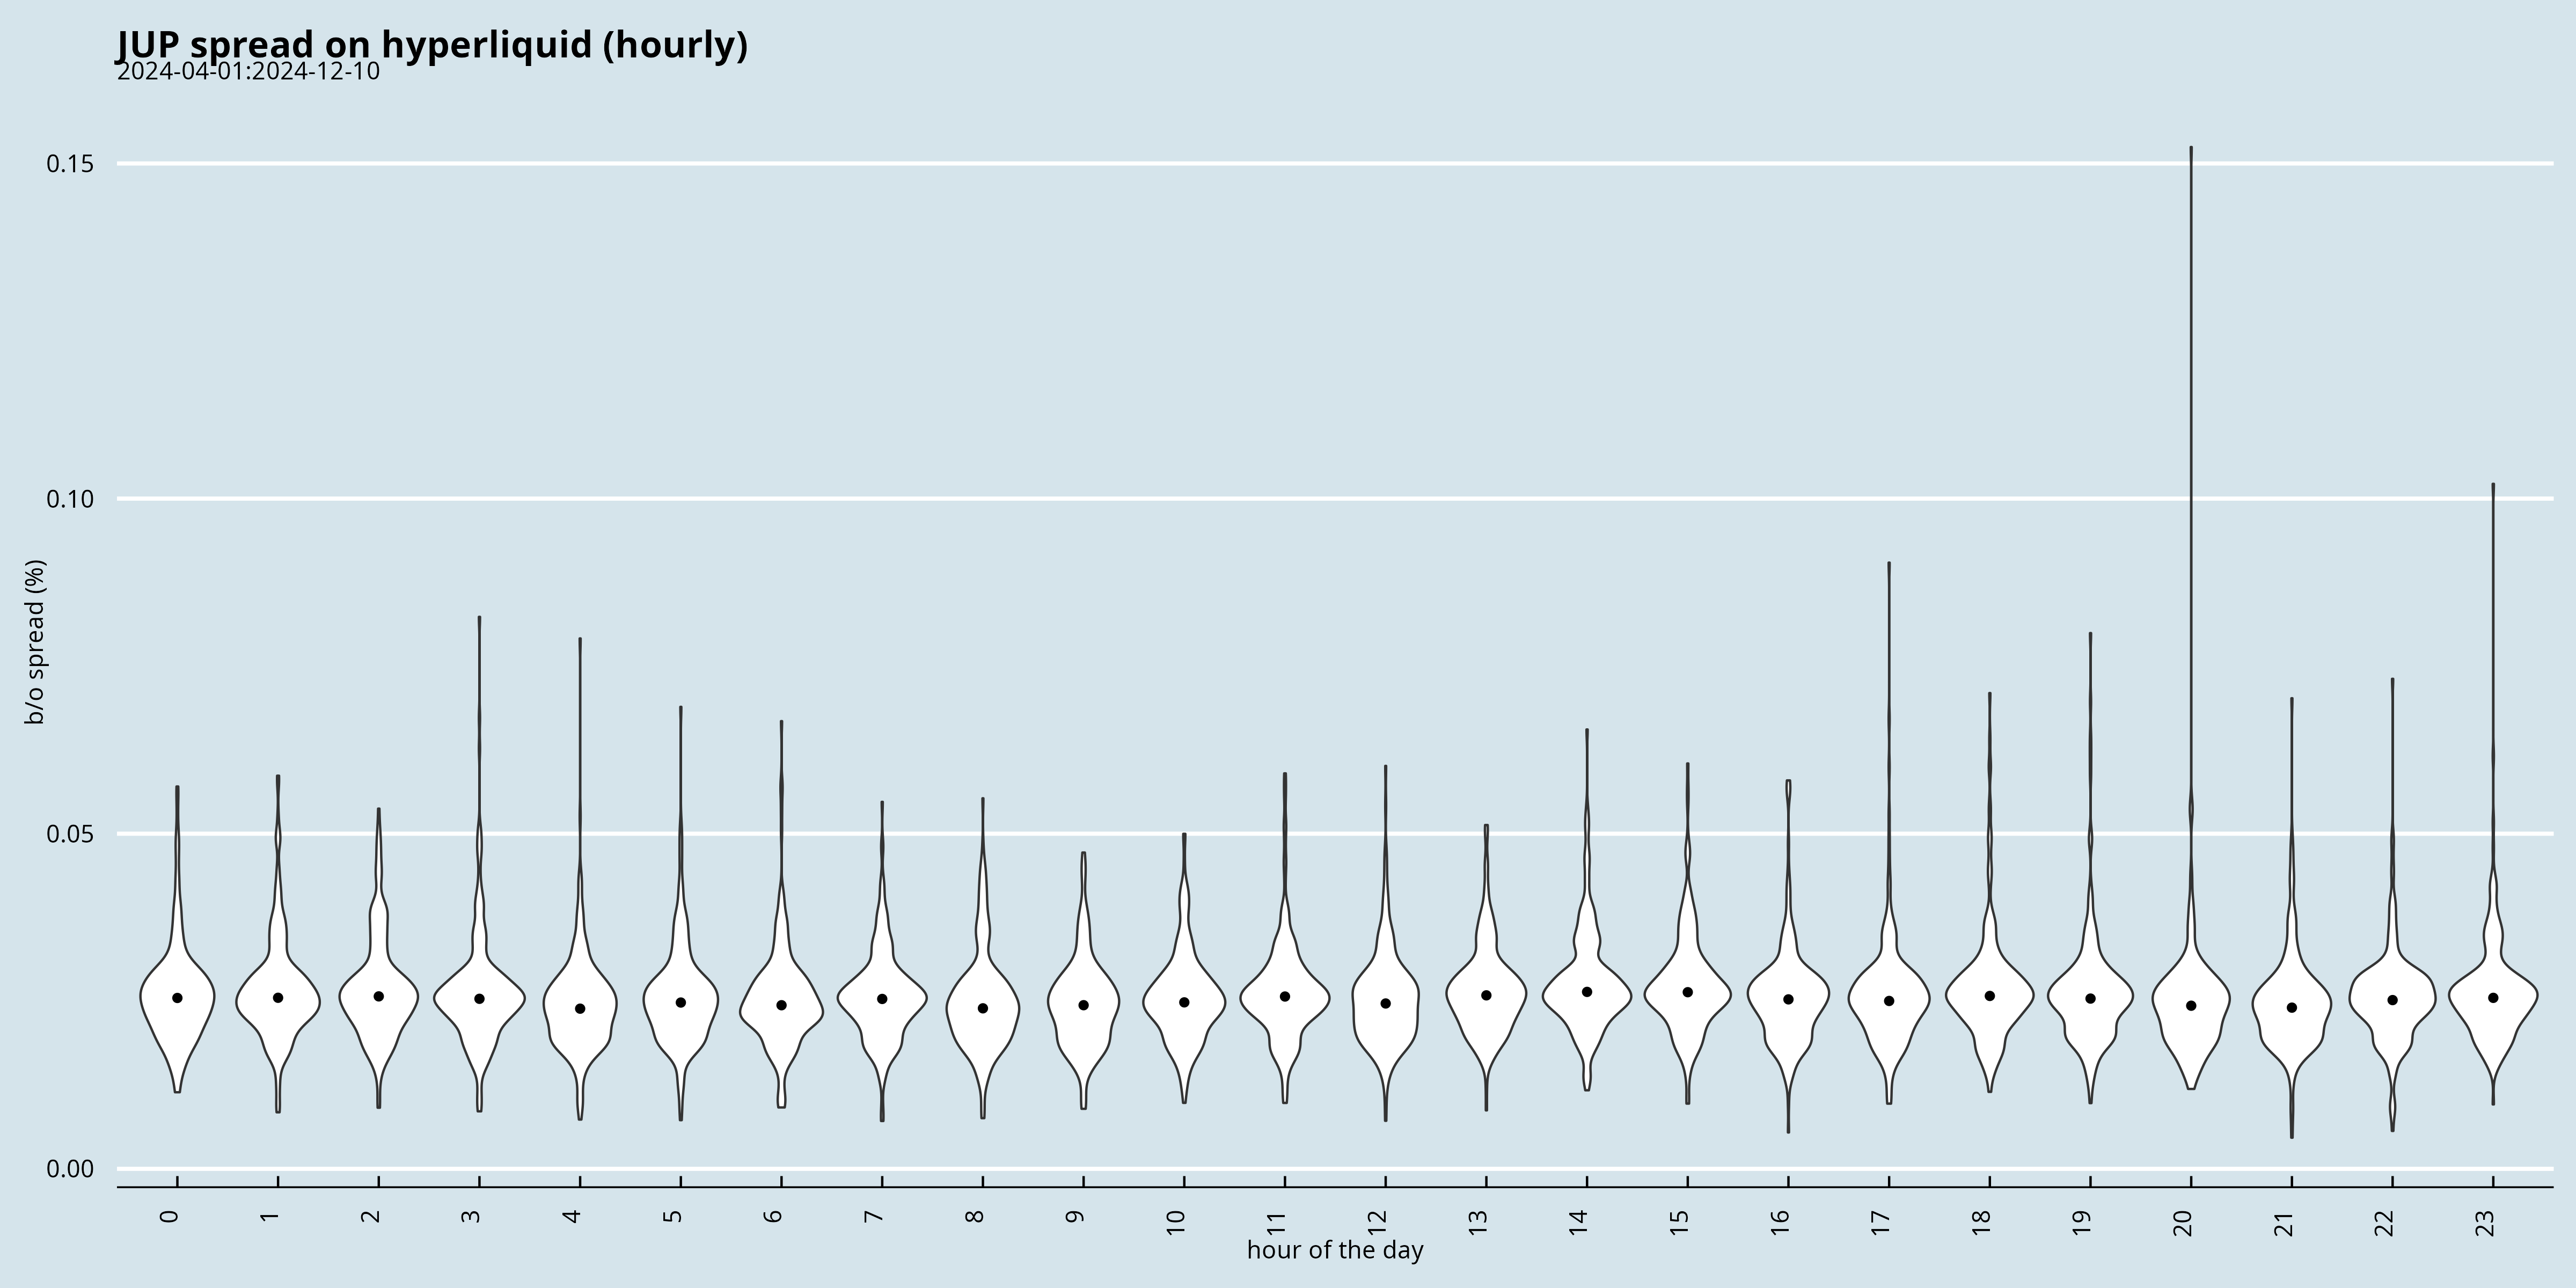 JUP spread on hyperliquid (hourly)
2024-04-01:2024-12-10
0.15
0.10
0.05
0.00
b/o spread (%)
0 1 2 3 4 5 6 7 8 9 10 11 12 13 14 15 16 17 18 19 20 21 22 23
hour of the day